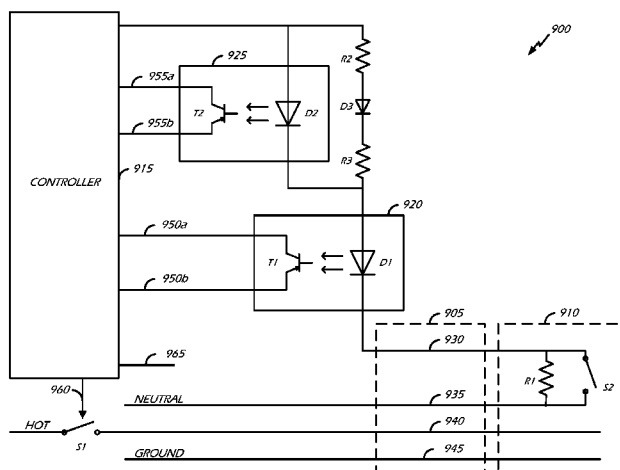 900
925
R2
955a
T2
D2
D3
955b
R3
915
CONTROLLER
920
950a
T1
D1
950b
905
910
930
965
R1
S2
960
NEUTRAL
935
HOT
940
S1
GROUND
945